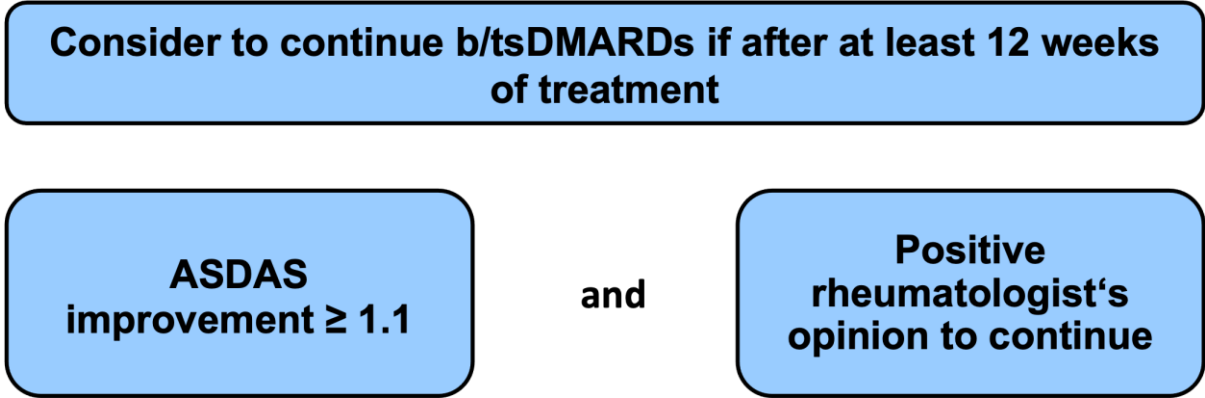 Consider to continue b/tsDMARDs if after at least 12 weeks
of treatment
ASDAS
improvement ≥ 1.1
and
Positive
rheumatologist‘s
opinion to continue